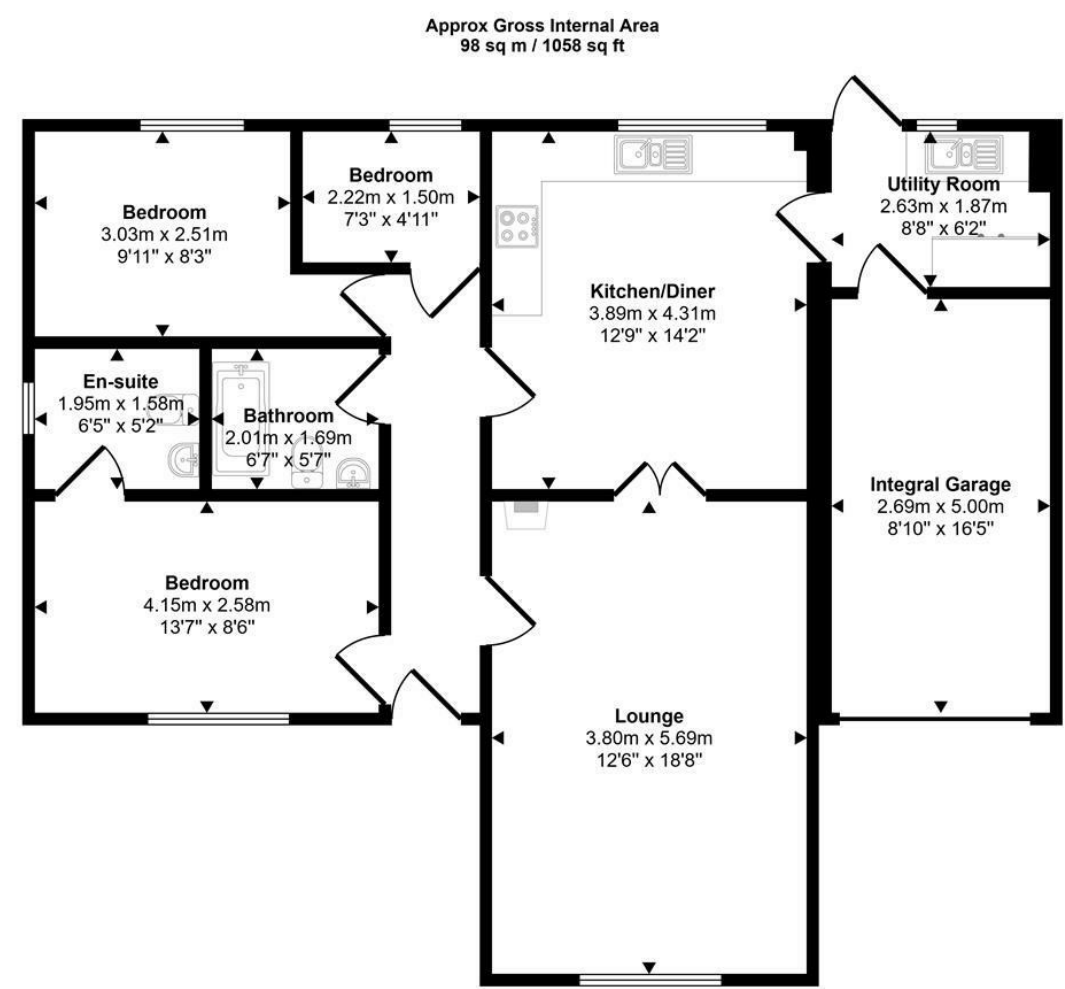 Approx Gross Internal Area
98 sq m / 1058 sq ft
Bedroom
3.03m x 2.51m
9'11" x 8'3"
Bedroom
2.22m x 1.50m
7'3" x 4'11"
Kitchen/Diner
3.89m x 4.31m
12'9" x 14'2"
Utility Room
2.63m x 1.87m
8'8" x 6'2"
En-suite
1.95m x 1.58m
6'5" x 5'2"
Bathroom
2.01m x 1.69m
6'7" x 5'7"
Bedroom
4.15m x 2.58m
13'7" x 8'6"
Lounge
3.80m x 5.69m
12'6" x 18'8"
Integral Garage
2.69m x 5.00m
8'10" x 16'5"